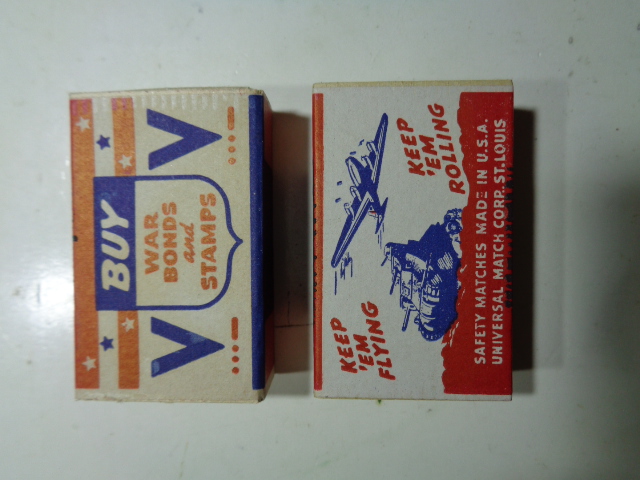 V V
BUY
WAR
BONDS
and
STAMPS
KEEP
'EM
FLYING
KEEP
'EM
ROLLING
SAFETY MATCHES MADE IN U.S.A.
UNIVERSAL MATCH CORP. ST. LOUIS